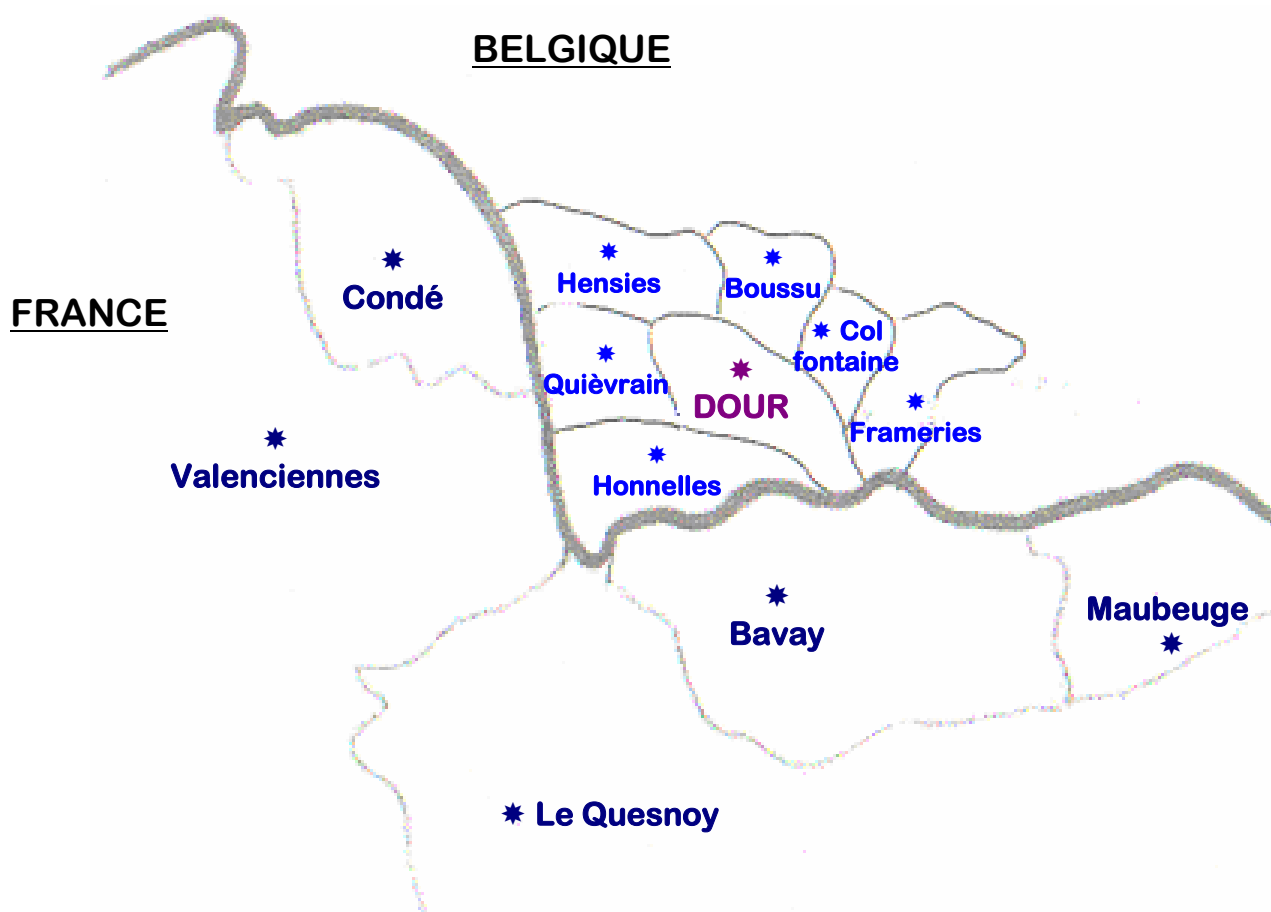 BELGIQUE
FRANCE
Condé
Hensies
Boussu
Col
fontaine
Quièvrain
DOUR
Frameries
Valenciennes
Honnelles
Bavay
Maubeuge
Le Quesnoy